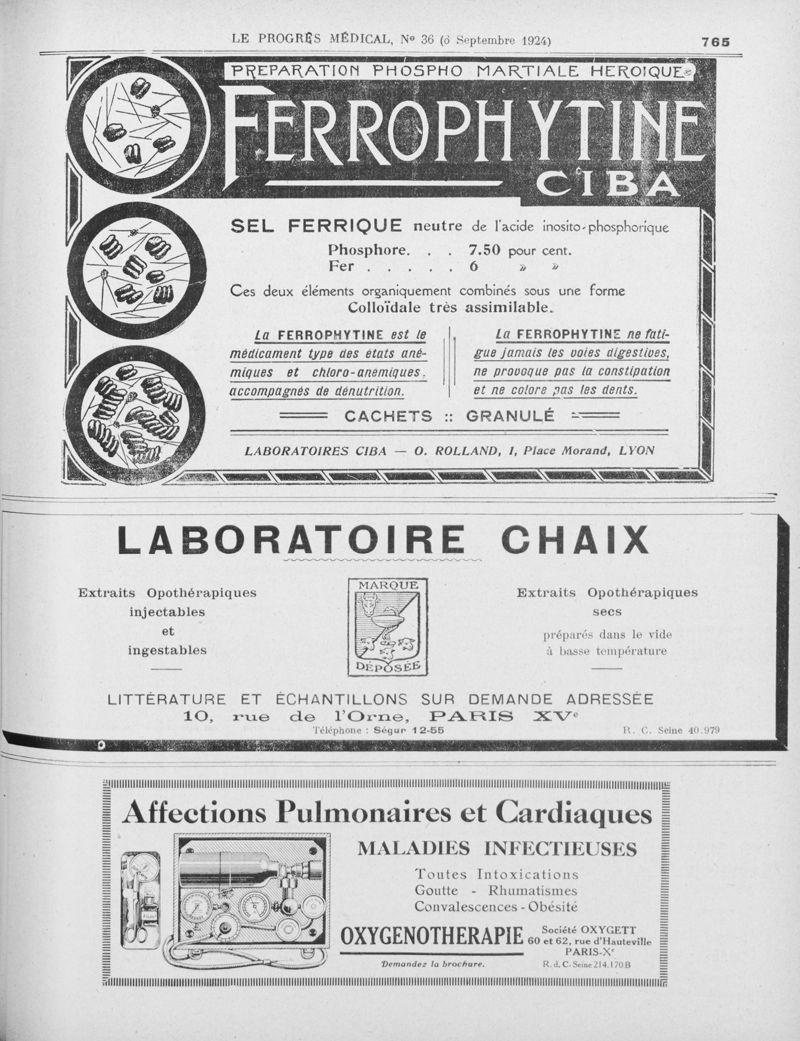 LE PROGRÈS MÉDICAL, No 36 (6 Septembre 1924)
765
PREPARATION PHOSPHO MARTIALE HEROIQUE
FERROPHYTINE
CIBA
SEL FERRIQUE neutre de l'acide inosito-phosphorique
Phosphore. . . 7.50 pour cent.
Fer . . . . . 6 » »
Ces deux éléments organiquement combinés sous une forme
Colloïdale très assimilable.
La FERROPHYTINE est le
médicament type des états ané-
miques et chloro-anémiques,
accompagnés de dénutrition.
La FERROPHYTINE ne fati-
gue jamais les voies digestives,
ne provoque pas la constipation
et ne colore pas les dents.
CACHETS :: GRANULÉ
LABORATOIRES CIBA — O. ROLLAND, 1, Place Morand, LYON
LABORATOIRE CHAIX
Extraits Opothérapiques
injectables
et
ingestables
MARQUE
DÉPOSÉE
Extraits Opothérapiques
secs
préparés dans le vide
à basse température
LITTÉRATURE ET ÉCHANTILLONS SUR DEMANDE ADRESSÉE
10, rue de l'Orne, PARIS XVe
Téléphone : Ségur 12-55
R. C. Seine 40.979
Affections Pulmonaires et Cardiaques
MALADIES INFECTIEUSES
Toutes Intoxications
Goutte - Rhumatismes
Convalescences - Obésité
OXYGENOTHERAPIE
Société OXYGETT
60 et 62, rue d'Hauteville
PARIS-Xe
Demandez la brochure.
R. d. C. Seine 214.170 B